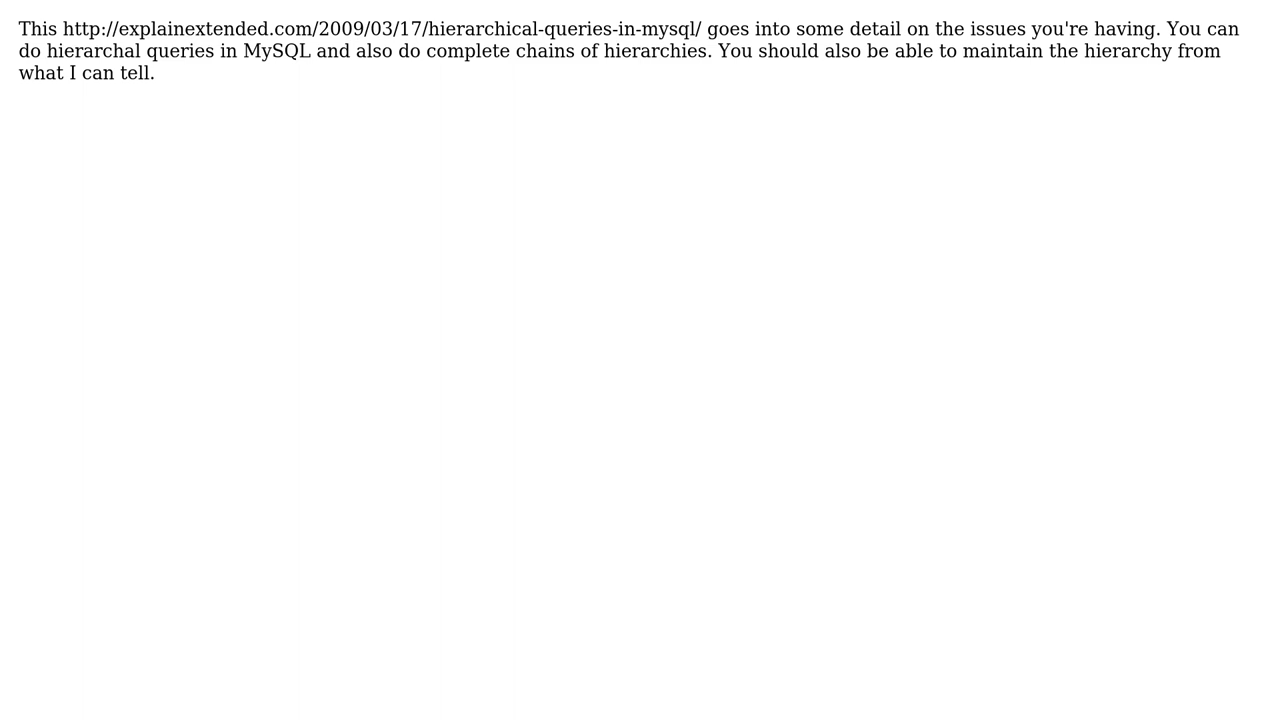 This http://explainextended.com/2009/03/17/hierarchical-queries-in-mysql/ goes into some detail on the issues you're having. You can
do hierarchal queries in MySQL and also do complete chains of hierarchies. You should also be able to maintain the hierarchy from
what I can tell.